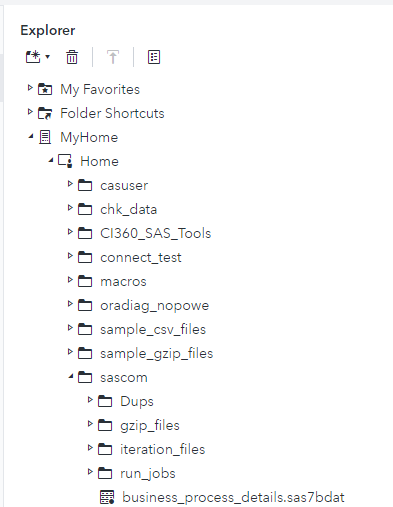 Explorer
My Favorites
Folder Shortcuts
MyHome
Home
casuser
chk_data
CI360_SAS_Tools
connect_test
macros
oradiag_nopowe
sample_csv_files
sample_gzip_files
sascom
Dups
gzip_files
iteration_files
run_jobs
business_process_details.sas7bdat